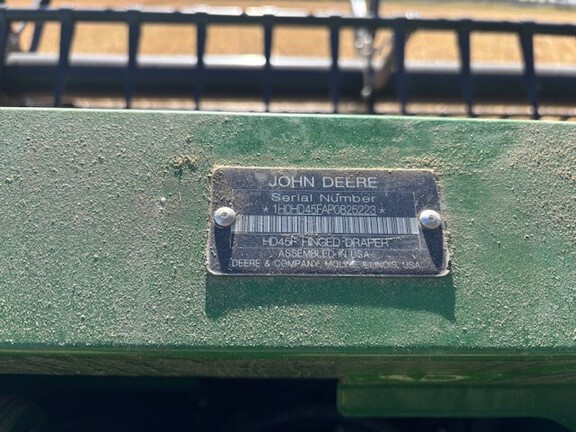 JOHN DEERE
Serial Number
*1H0HD45FAP0825223*
HD45F HINGED DRAPER
ASSEMBLED IN USA
DEERE & COMPANY, MOLINE, ILLINOIS, USA